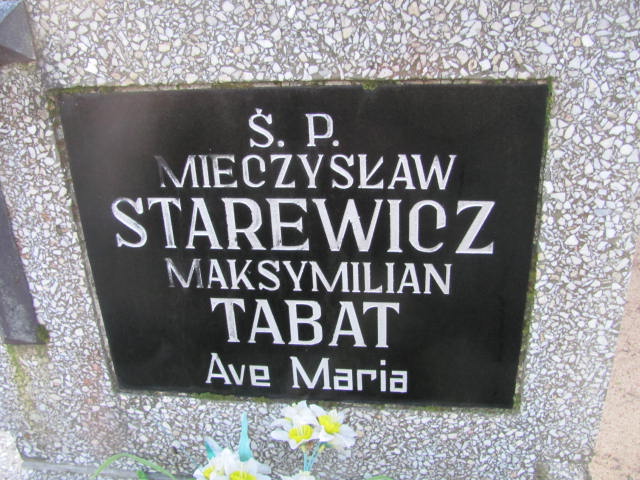 Ś. P.
MIECZYSŁAW
STAREWICZ
MAKSYMILIAN
TABAT
Ave Maria